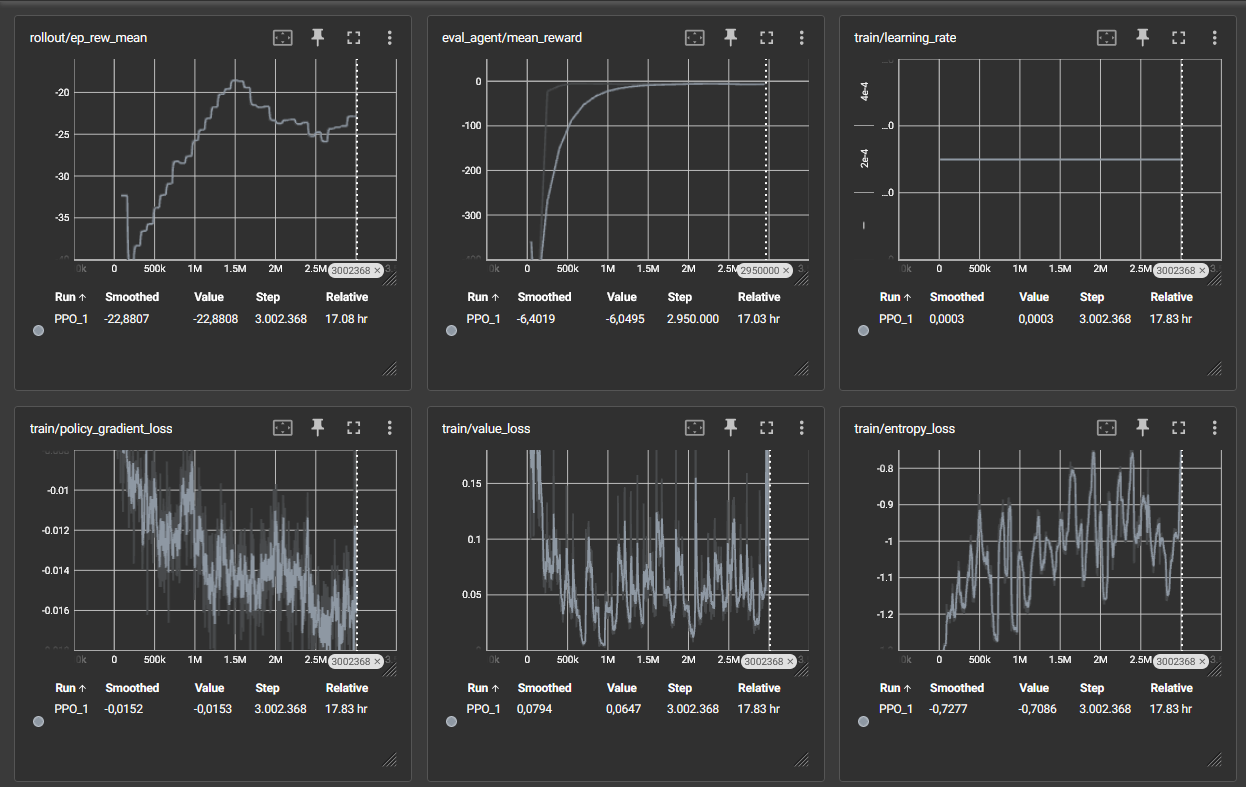 rollout/ep_rew_mean
-20
-25
-30
-35
0 500k 1M 1.5M 2M 2.5M 3002368 ×
Run ↑ Smoothed Value Step Relative
PPO_1 -22,8807 -22,8808 3.002.368 17.08 hr
eval_agent/mean_reward
0
-100
-200
-300
0 500k 1M 1.5M 2M 2.5M 2950000 ×
Run ↑ Smoothed Value Step Relative
PPO_1 -6,4019 -6,0495 2.950.000 17.03 hr
train/learning_rate
4e-4
...0
2e-4
...0
0 500k 1M 1.5M 2M 2.5M 3002368 ×
Run ↑ Smoothed Value Step Relative
PPO_1 0,0003 0,0003 3.002.368 17.83 hr
train/policy_gradient_loss
-0.01
-0.012
-0.014
-0.016
0 500k 1M 1.5M 2M 2.5M 3002368 ×
Run ↑ Smoothed Value Step Relative
PPO_1 -0,0152 -0,0153 3.002.368 17.83 hr
train/value_loss
0.15
0.1
0.05
0 500k 1M 1.5M 2M 2.5M 3002368 ×
Run ↑ Smoothed Value Step Relative
PPO_1 0,0794 0,0647 3.002.368 17.83 hr
train/entropy_loss
-0.8
-0.9
-1
-1.1
-1.2
0 500k 1M 1.5M 2M 2.5M 3002368 ×
Run ↑ Smoothed Value Step Relative
PPO_1 -0,7277 -0,7086 3.002.368 17.83 hr